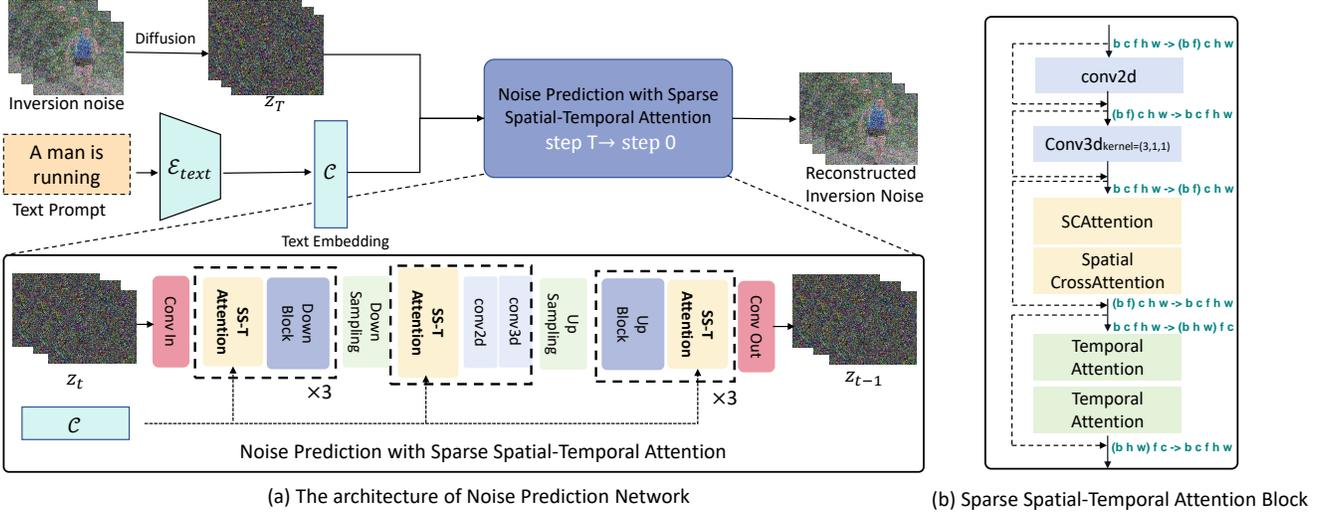 Inversion noise
Diffusion
z_T
A man is
running
Text Prompt
ℰ_text
𝒞
Text Embedding
Noise Prediction with Sparse
Spatial-Temporal Attention
step T→ step 0
Reconstructed
Inversion Noise
z_t
Conv In
SS-T
Attention
Down
Block
×3
Down
Sampling
SS-T
Attention
conv2d
conv3d
Up
Sampling
Up
Block
SS-T
Attention
×3
Conv Out
z_{t−1}
𝒞
Noise Prediction with Sparse Spatial-Temporal Attention
(a) The architecture of Noise Prediction Network
b c f h w -> (b f) c h w
conv2d
(b f) c h w -> b c f h w
Conv3dkernel=(3,1,1)
b c f h w -> (b f) c h w
SCAttention
Spatial
CrossAttention
(b f) c h w -> b c f h w
b c f h w -> (b h w) f c
Temporal
Attention
Temporal
Attention
(b h w) f c -> b c f h w
(b) Sparse Spatial-Temporal Attention Block